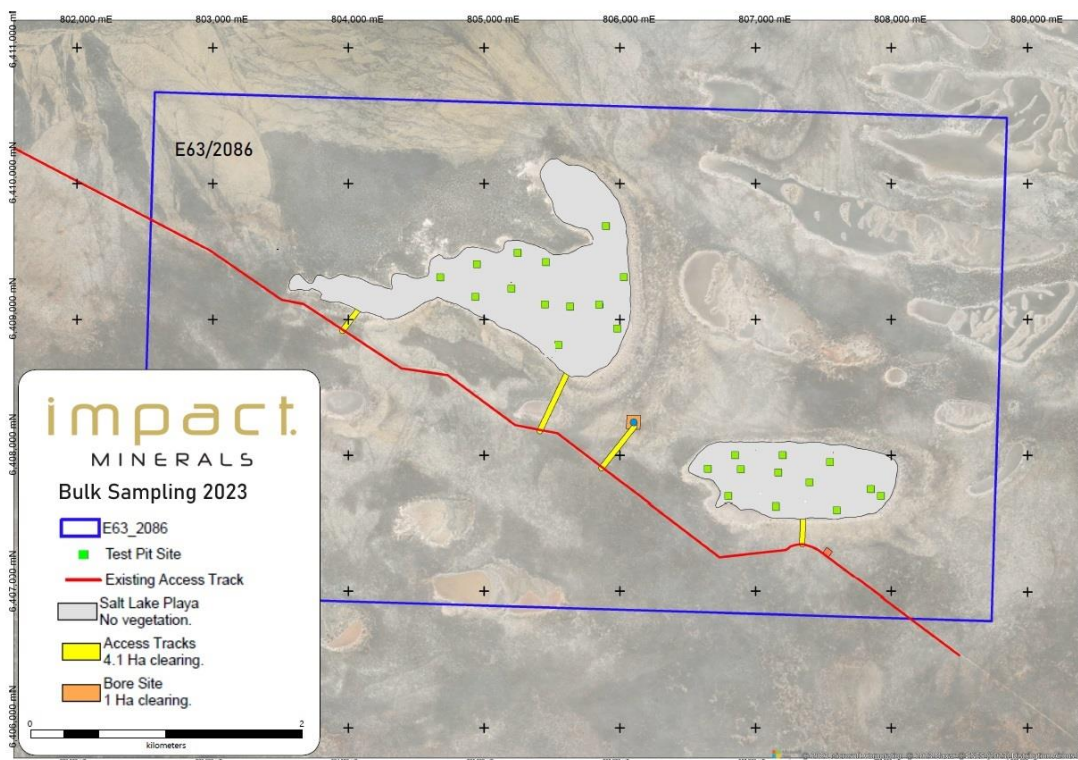 802,000 mE 803,000 mE 804,000 mE 805,000 mE 806,000 mE 807,000 mE 808,000 mE 809,000 mE
6,411,000 mN
6,410,000 mN
6,409,000 mN
6,408,000 mN
6,407,000 mN
6,406,000 mN
E63/2086
impact.
MINERALS
Bulk Sampling 2023
E63_2086
Test Pit Site
Existing Access Track
Salt Lake Playa
No vegetation.
Access Tracks
4.1 Ha clearing.
Bore Site
1 Ha clearing.
0 2
kilometers